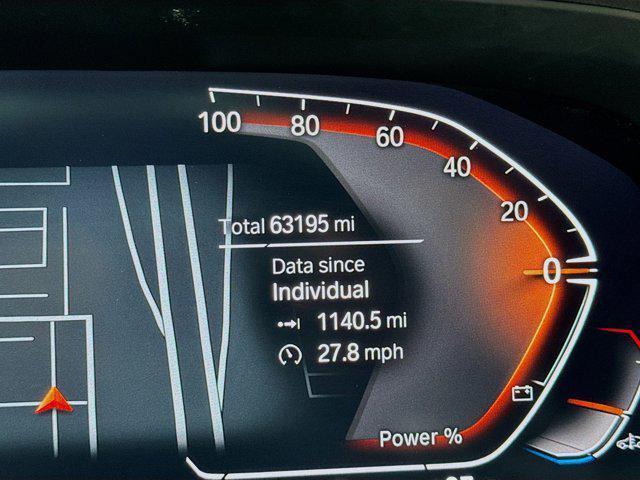 100
80
60
40
20
0
Total 63195 mi
Data since
Individual
1140.5 mi
27.8 mph
Power %